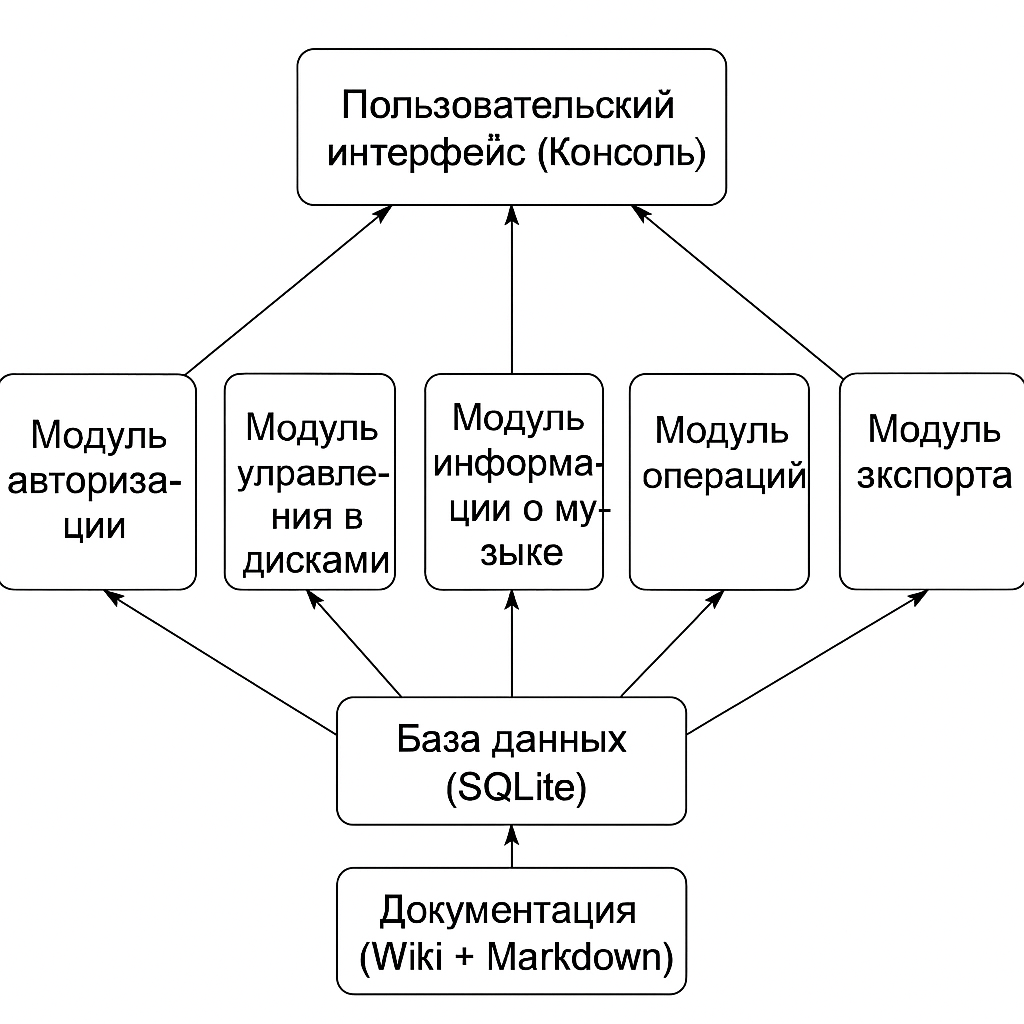 Пользовательский
интерфейс (Консоль)
Модуль
авториза-
ции
Модуль
управле-
ния в
дисками
Модуль
информа-
ции о му-
зыке
Модуль
операций
Модуль
зкспорта
База данных
(SQLite)
Документация
(Wiki + Markdown)